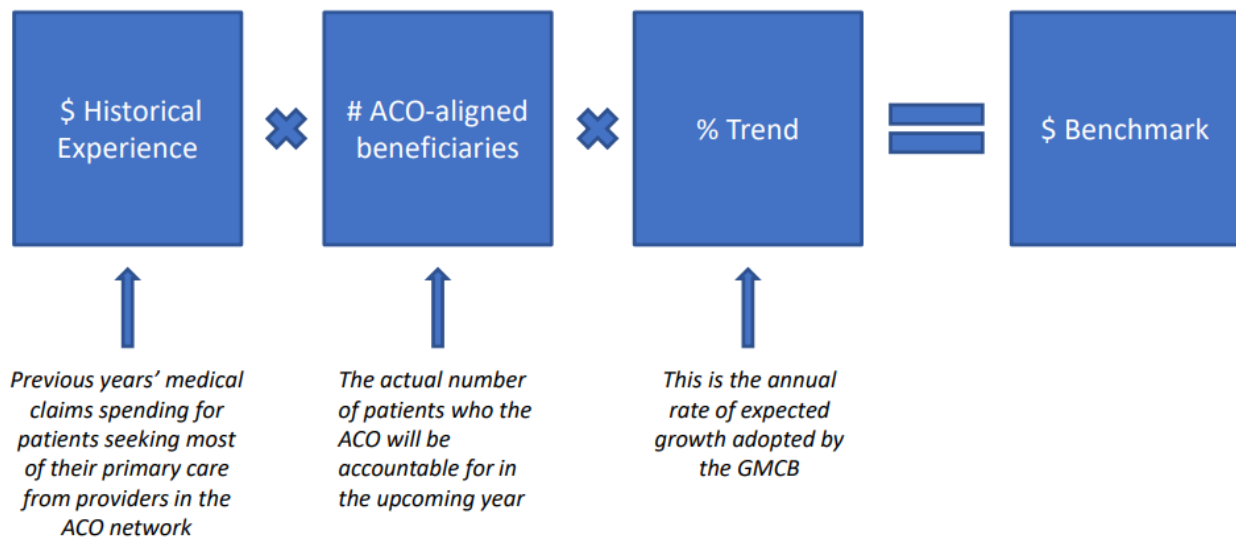 $ Historical
Experience
# ACO-aligned
beneficiaries
% Trend
$ Benchmark
Previous years' medical
claims spending for
patients seeking most
of their primary care
from providers in the
ACO network
The actual number
of patients who the
ACO will be
accountable for in
the upcoming year
This is the annual
rate of expected
growth adopted by
the GMCB